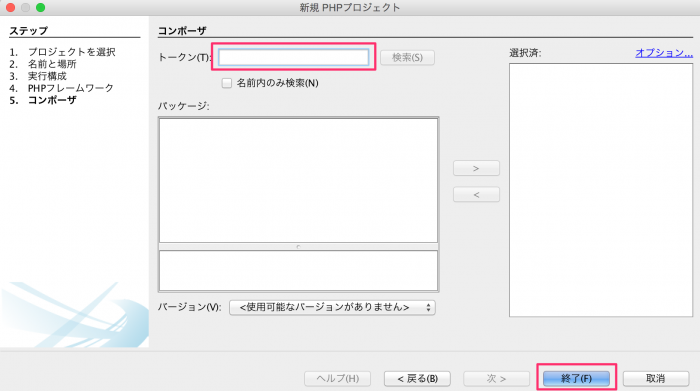 新規 PHPプロジェクト
ステップ
1. プロジェクトを選択
2. 名前と場所
3. 実行構成
4. PHPフレームワーク
5. コンポーザ
コンポーザ
トークン(T):
検索(S)
名前内のみ検索(N)
パッケージ:
選択済:
オプション...
>
<
バージョン(V):
<使用可能なバージョンがありません>
ヘルプ(H)
< 戻る(B)
次 >
終了(F)
取消